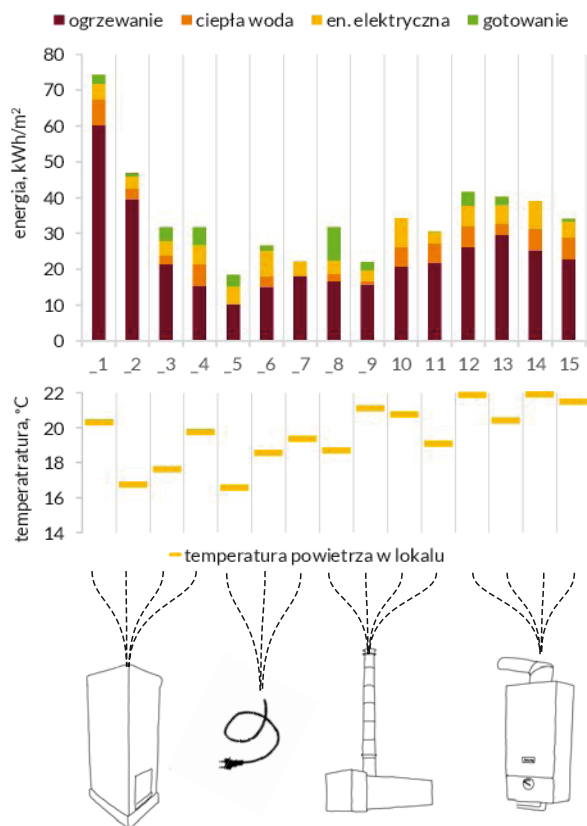 ogrzewanie ciepła woda en. elektryczna gotowanie
energia, kWh/m²
80
70
60
50
40
30
20
10
0
_1 _2 _3 _4 _5 _6 _7 _8 _9 10 11 12 13 14 15
temperatratura, °C
22
20
18
16
14
temperatura powietrza w lokalu